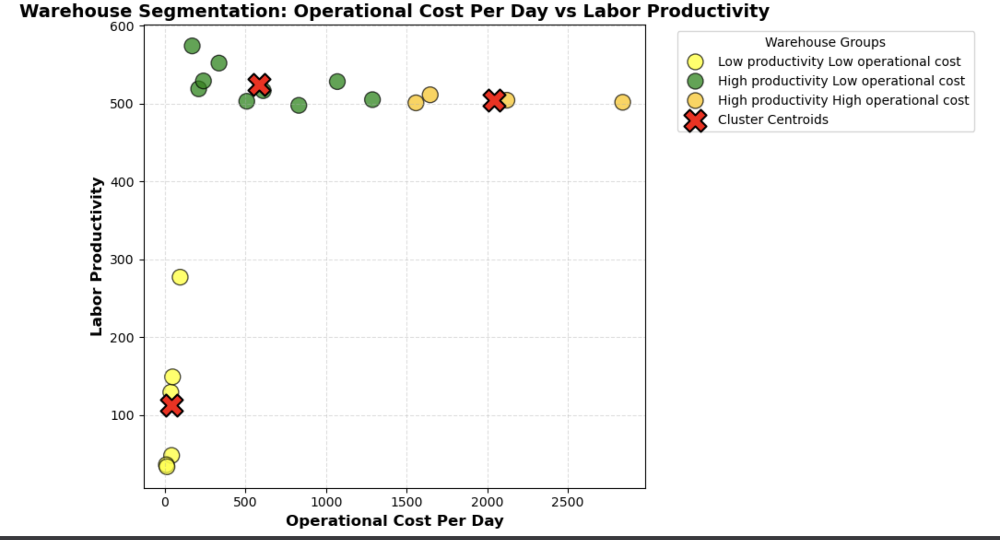 Warehouse Segmentation: Operational Cost Per Day vs Labor Productivity
600
500
400
300
200
100
Labor Productivity
0
500
1000
1500
2000
2500
Operational Cost Per Day
Warehouse Groups
Low productivity Low operational cost
High productivity Low operational cost
High productivity High operational cost
Cluster Centroids